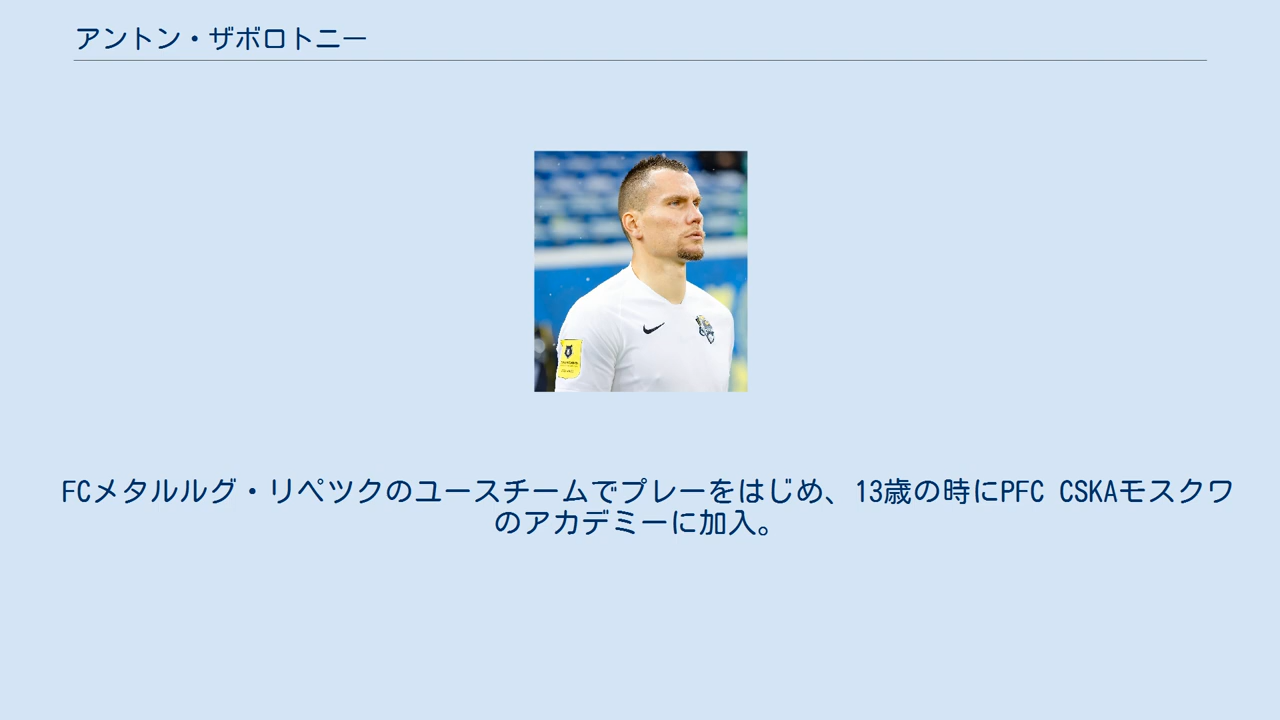 アントン・ザボロトニー
FCメタルルグ・リペツクのユースチームでプレーをはじめ、13歳の時にPFC CSKAモスクワ
のアカデミーに加入。